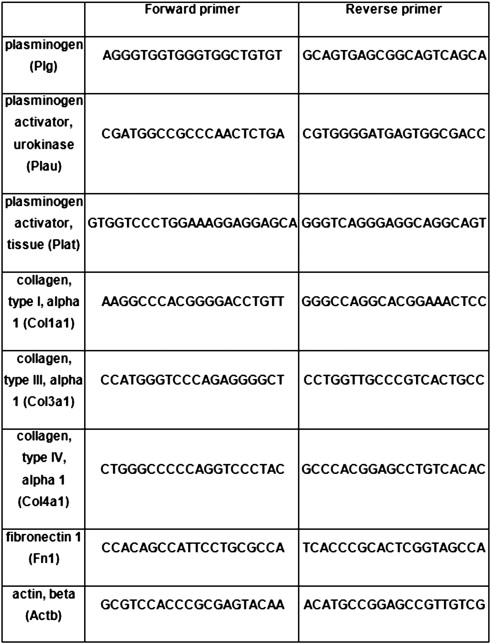 Forward primer
Reverse primer
plasminogen
(Plg)
AGGGTGGTGGGTGGCTGTGT
GCAGTGAGCGGCAGTCAGCA
plasminogen
activator,
urokinase
(Plau)
CGATGGCCGCCCAACTCTGA
CGTGGGGATGAGTGGCGACC
plasminogen
activator,
tissue (Plat)
GTGGTCCCTGGAAAGGAGGAGCA
GGGTCAGGGAGGCAGGCAGT
collagen,
type I, alpha
1 (Col1a1)
AAGGCCCACGGGGACCTGTT
GGGCCAGGCACGGAAACTCC
collagen,
type III, alpha
1 (Col3a1)
CCATGGGTCCCAGAGGGGCT
CCTGGTTGCCCGTCACTGCC
collagen,
type IV,
alpha 1
(Col4a1)
CTGGGCCCCCAGGTCCCTAC
GCCCACGGAGCCTGTCACAC
fibronectin 1
(Fn1)
CCACAGCCATTCCTGCGCCA
TCACCCGCACTCGGTAGCCA
actin, beta
(Actb)
GCGTCCACCCGCGAGTACAA
ACATGCCGGAGCCGTTGTCG